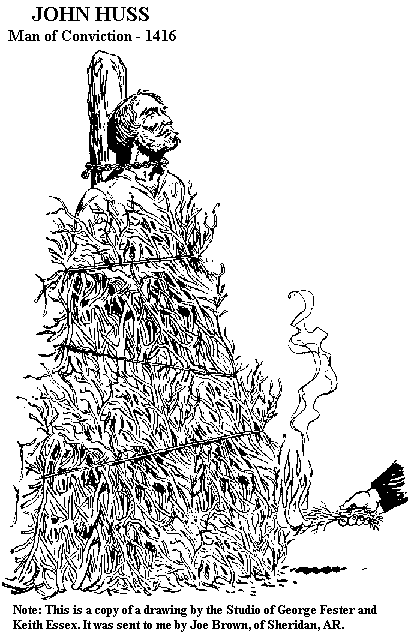 JOHN HUSS
Man of Conviction - 1416
Note: This is a copy of a drawing by the Studio of George Fester and
Keith Essex. It was sent to me by Joe Brown, of Sheridan, AR.